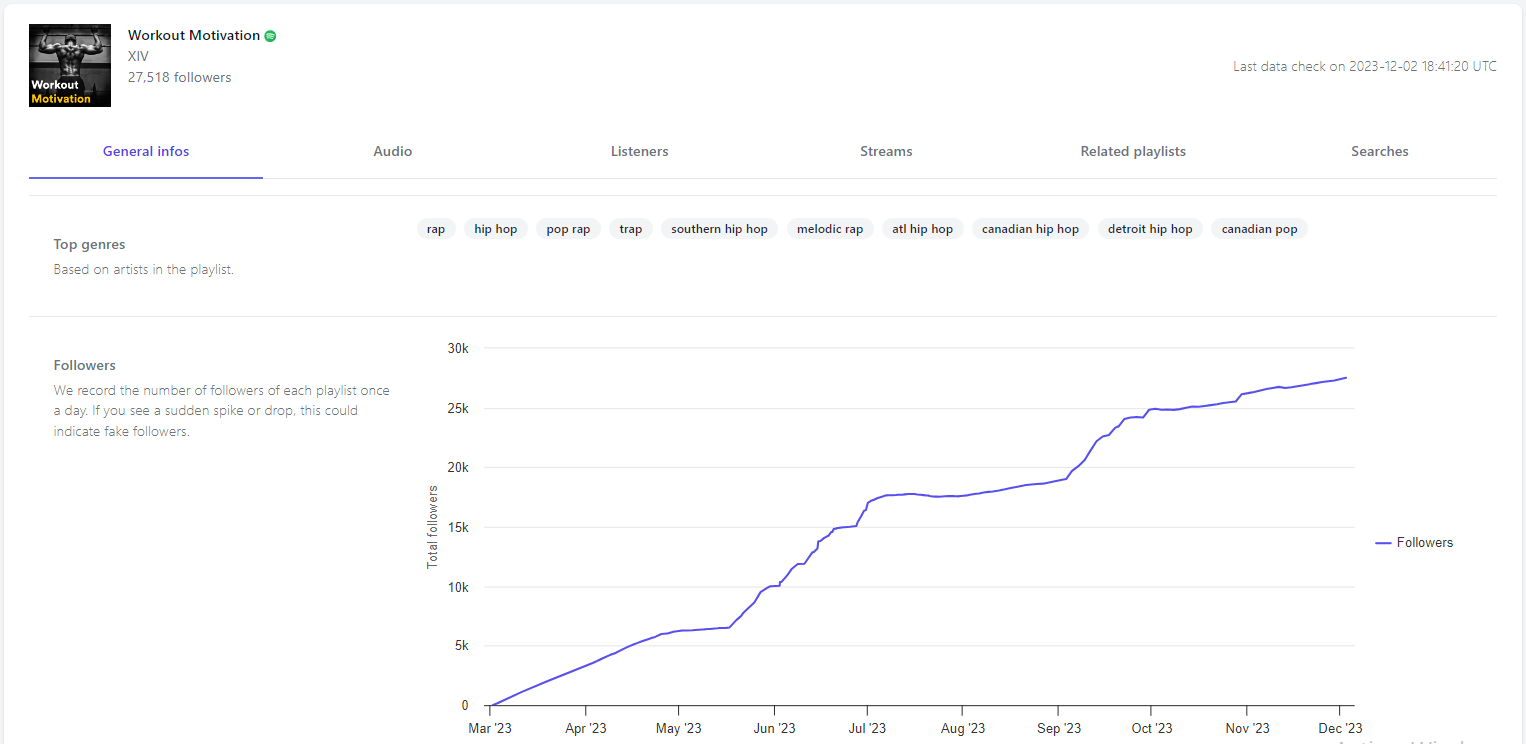 Workout Motivation
XIV
27,518 followers
Workout
Motivation
Last data check on 2023-12-02 18:41:20 UTC
General infos
Audio
Listeners
Streams
Related playlists
Searches
Top genres
Based on artists in the playlist.
rap
hip hop
pop rap
trap
southern hip hop
melodic rap
atl hip hop
canadian hip hop
detroit hip hop
canadian pop
Followers
We record the number of followers of each playlist once
a day. If you see a sudden spike or drop, this could
indicate fake followers.
Total followers
30k
25k
20k
15k
10k
5k
0
Mar '23
Apr '23
May '23
Jun '23
Jul '23
Aug '23
Sep '23
Oct '23
Nov '23
Dec '23
Followers